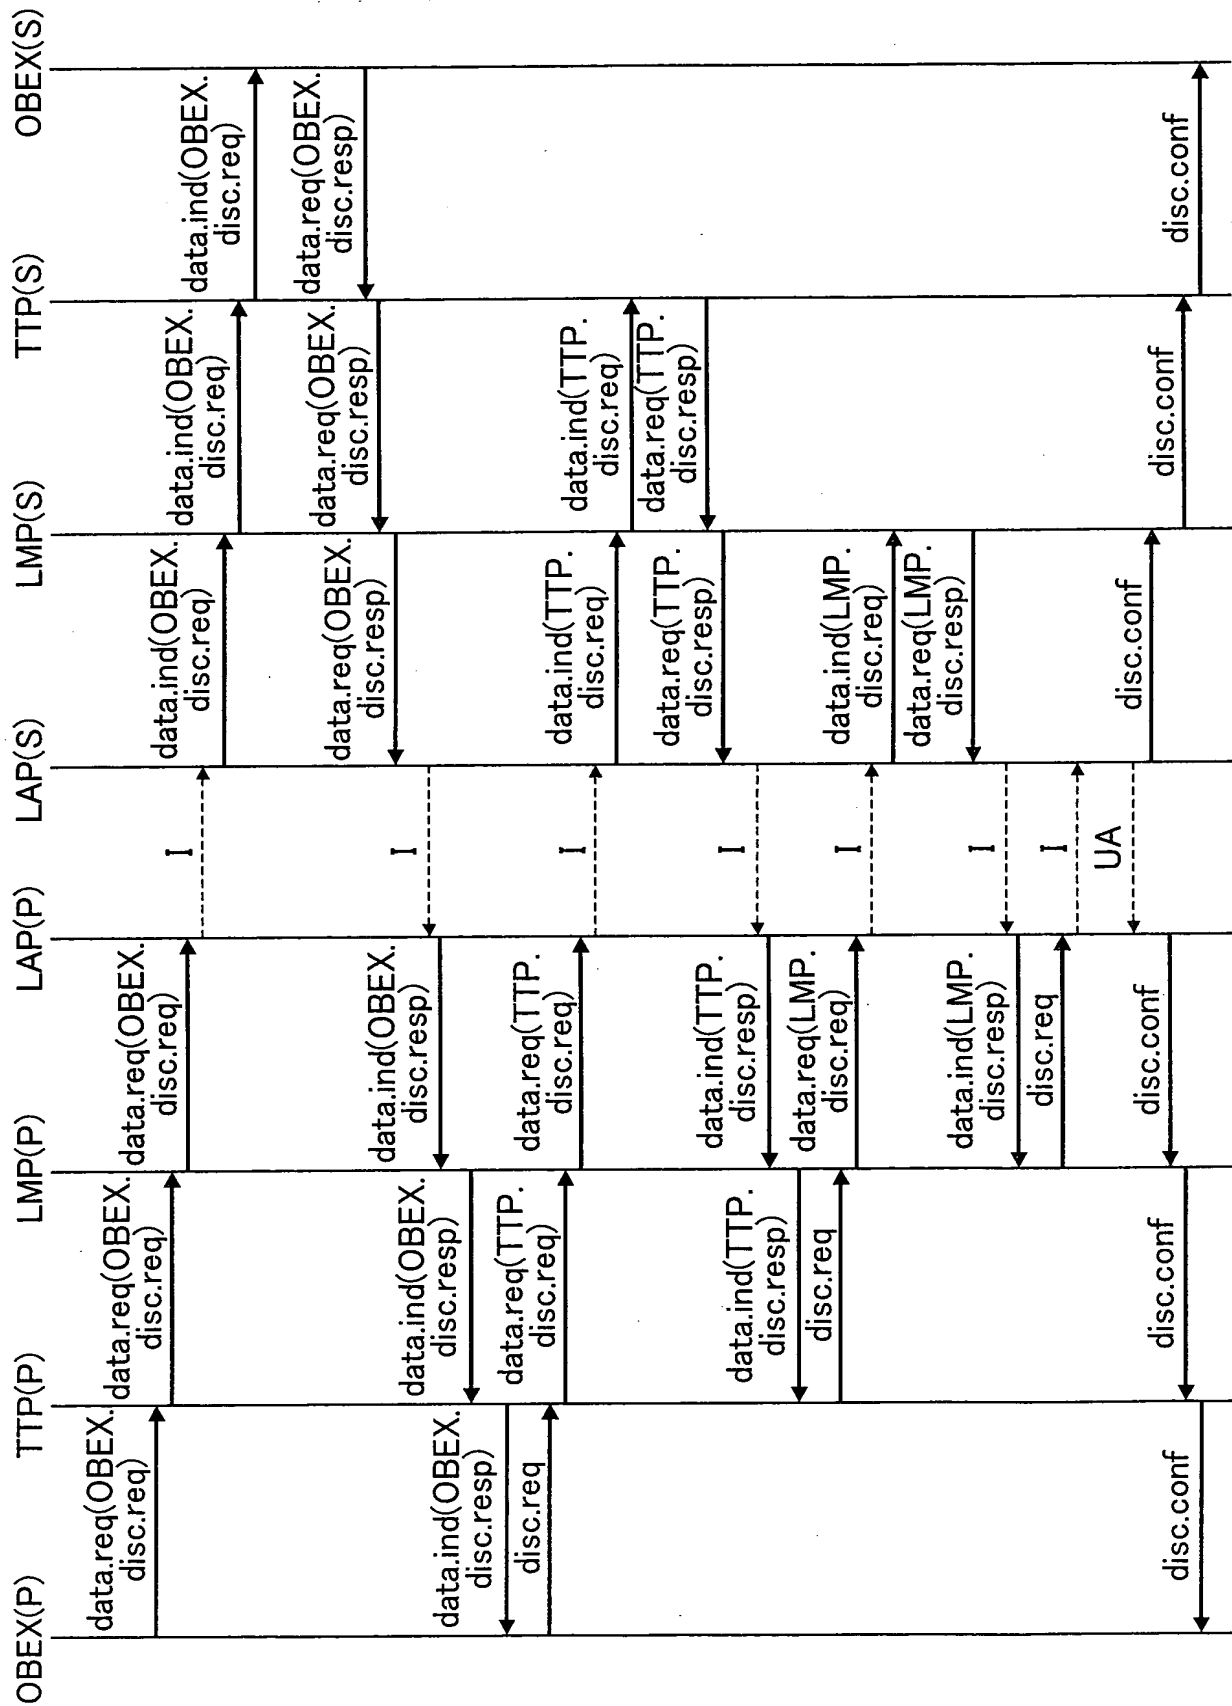 OBEX(P)
TTP(P)
LMP(P)
LAP(P)
LAP(S)
LMP(S)
TTP(S)
OBEX(S)
data.req(OBEX.
disc.req)
data.req(OBEX.
disc.req)
data.req(OBEX.
disc.req)
I
data.ind(OBEX.
disc.req)
data.ind(OBEX.
disc.req)
data.ind(OBEX.
disc.req)
data.req(OBEX.
disc.resp)
data.req(OBEX.
disc.resp)
data.req(OBEX.
disc.resp)
I
data.ind(OBEX.
disc.resp)
data.ind(OBEX.
disc.resp)
data.ind(OBEX.
disc.resp)
disc.req
data.req(TTP.
disc.req)
data.req(TTP.
disc.req)
I
data.ind(TTP.
disc.req)
data.ind(TTP.
disc.req)
data.req(TTP.
disc.resp)
data.req(TTP.
disc.resp)
I
data.ind(TTP.
disc.resp)
data.ind(TTP.
disc.resp)
disc.req
data.req(LMP.
disc.req)
I
data.ind(LMP.
disc.req)
data.req(LMP.
disc.resp)
I
data.ind(LMP.
disc.resp)
disc.req
I
UA
disc.conf
disc.conf
disc.conf
disc.conf
disc.conf
disc.conf